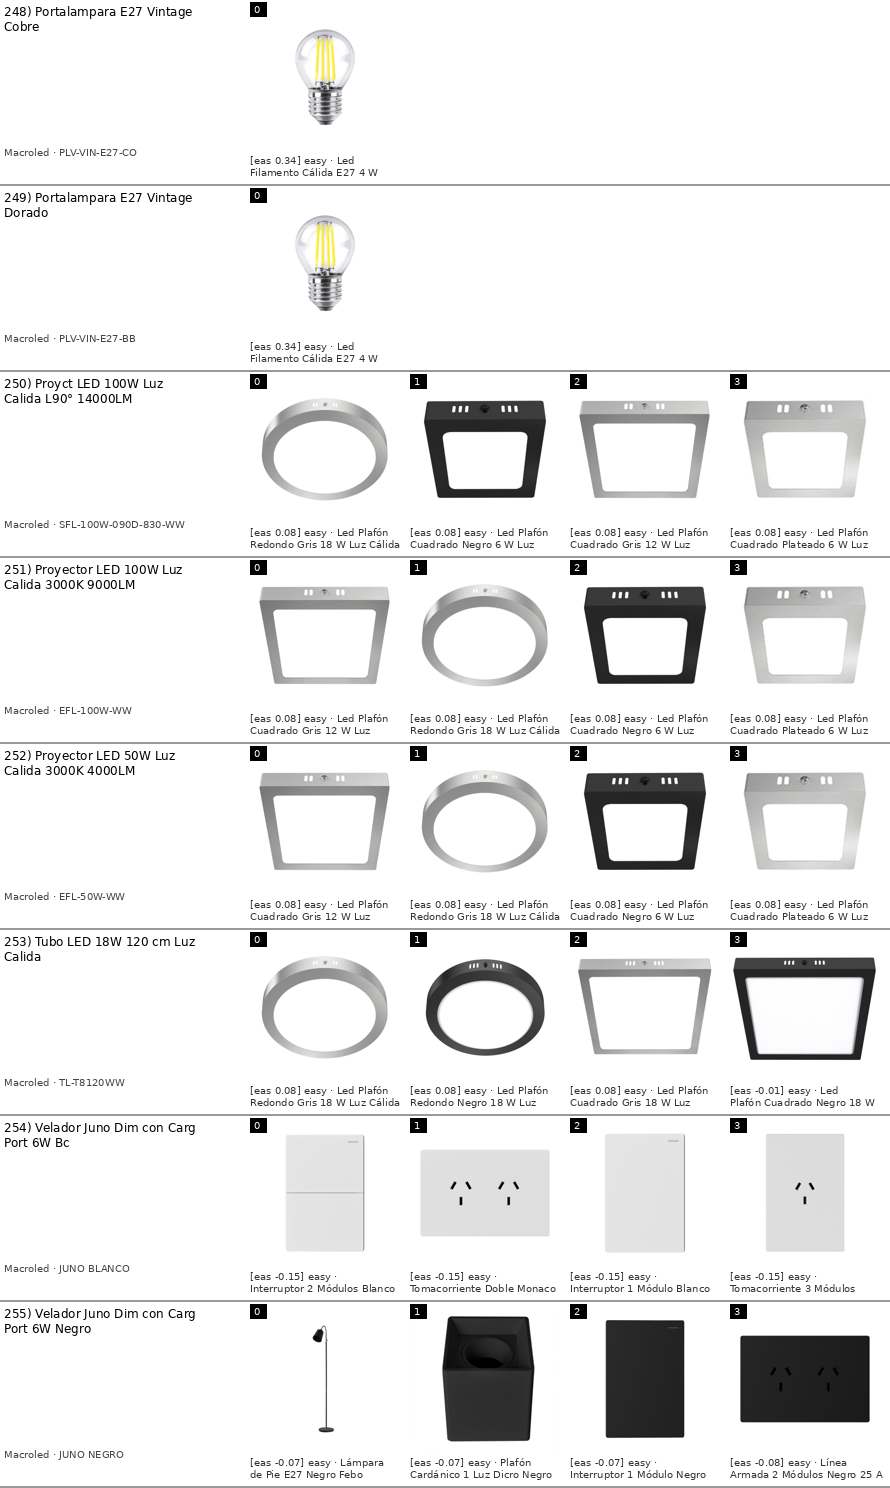 248) Portalampara E27 Vintage
Cobre
0
Macroled · PLV-VIN-E27-CO
[eas 0.34] easy · Led
Filamento Cálida E27 4 W
249) Portalampara E27 Vintage
Dorado
0
Macroled · PLV-VIN-E27-BB
[eas 0.34] easy · Led
Filamento Cálida E27 4 W
250) Proyct LED 100W Luz
Calida L90° 14000LM
0
1
2
3
Macroled · SFL-100W-090D-830-WW
[eas 0.08] easy · Led Plafón
Redondo Gris 18 W Luz Cálida
[eas 0.08] easy · Led Plafón
Cuadrado Negro 6 W Luz
[eas 0.08] easy · Led Plafón
Cuadrado Gris 12 W Luz
[eas 0.08] easy · Led Plafón
Cuadrado Plateado 6 W Luz
251) Proyector LED 100W Luz
Calida 3000K 9000LM
0
1
2
3
Macroled · EFL-100W-WW
[eas 0.08] easy · Led Plafón
Cuadrado Gris 12 W Luz
[eas 0.08] easy · Led Plafón
Redondo Gris 18 W Luz Cálida
[eas 0.08] easy · Led Plafón
Cuadrado Negro 6 W Luz
[eas 0.08] easy · Led Plafón
Cuadrado Plateado 6 W Luz
252) Proyector LED 50W Luz
Calida 3000K 4000LM
0
1
2
3
Macroled · EFL-50W-WW
[eas 0.08] easy · Led Plafón
Cuadrado Gris 12 W Luz
[eas 0.08] easy · Led Plafón
Redondo Gris 18 W Luz Cálida
[eas 0.08] easy · Led Plafón
Cuadrado Negro 6 W Luz
[eas 0.08] easy · Led Plafón
Cuadrado Plateado 6 W Luz
253) Tubo LED 18W 120 cm Luz
Calida
0
1
2
3
Macroled · TL-T8120WW
[eas 0.08] easy · Led Plafón
Redondo Gris 18 W Luz Cálida
[eas 0.08] easy · Led Plafón
Redondo Negro 18 W Luz
[eas 0.08] easy · Led Plafón
Cuadrado Gris 18 W Luz
[eas -0.01] easy · Led
Plafón Cuadrado Negro 18 W
254) Velador Juno Dim con Carg
Port 6W Bc
0
1
2
3
Macroled · JUNO BLANCO
[eas -0.15] easy ·
Interruptor 2 Módulos Blanco
[eas -0.15] easy ·
Tomacorriente Doble Monaco
[eas -0.15] easy ·
Interruptor 1 Módulo Blanco
[eas -0.15] easy ·
Tomacorriente 3 Módulos
255) Velador Juno Dim con Carg
Port 6W Negro
0
1
2
3
Macroled · JUNO NEGRO
[eas -0.07] easy · Lámpara
de Pie E27 Negro Febo
[eas -0.07] easy · Plafón
Cardánico 1 Luz Dicro Negro
[eas -0.07] easy ·
Interruptor 1 Módulo Negro
[eas -0.08] easy · Línea
Armada 2 Módulos Negro 25 A